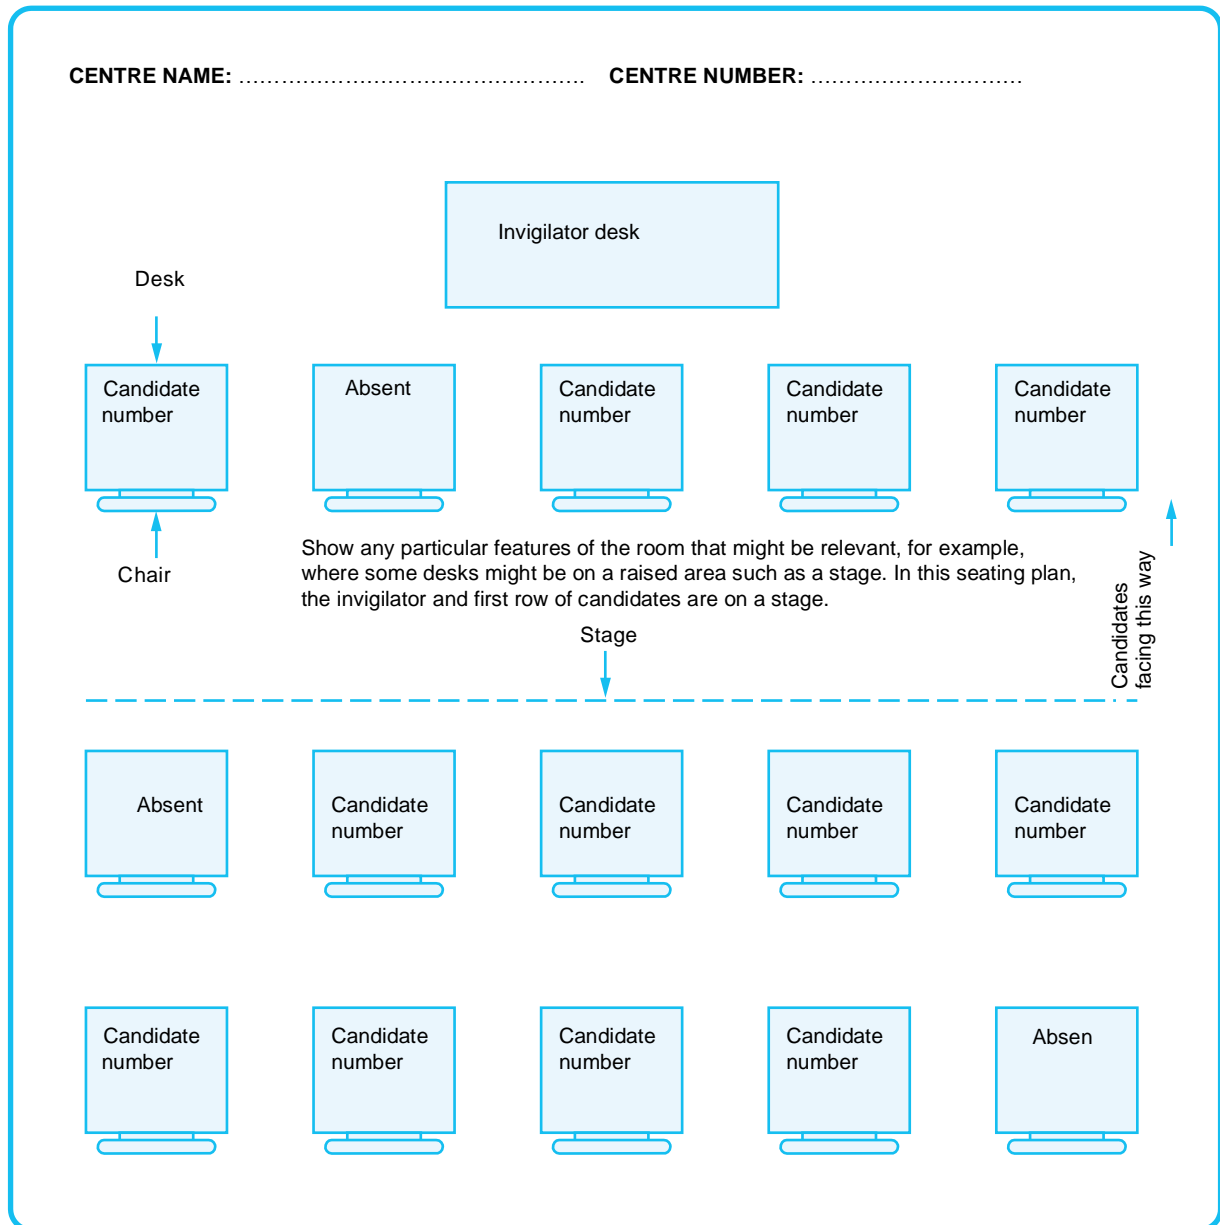 CENTRE NAME: ................................................. CENTRE NUMBER: ..............................
Invigilator desk
Desk
Candidate
number
Absent
Candidate
number
Candidate
number
Candidate
number
Chair
Show any particular features of the room that might be relevant, for example,
where some desks might be on a raised area such as a stage. In this seating plan,
the invigilator and first row of candidates are on a stage.
Candidates
facing this way
Stage
Absent
Candidate
number
Candidate
number
Candidate
number
Candidate
number
Candidate
number
Candidate
number
Candidate
number
Candidate
number
Absen